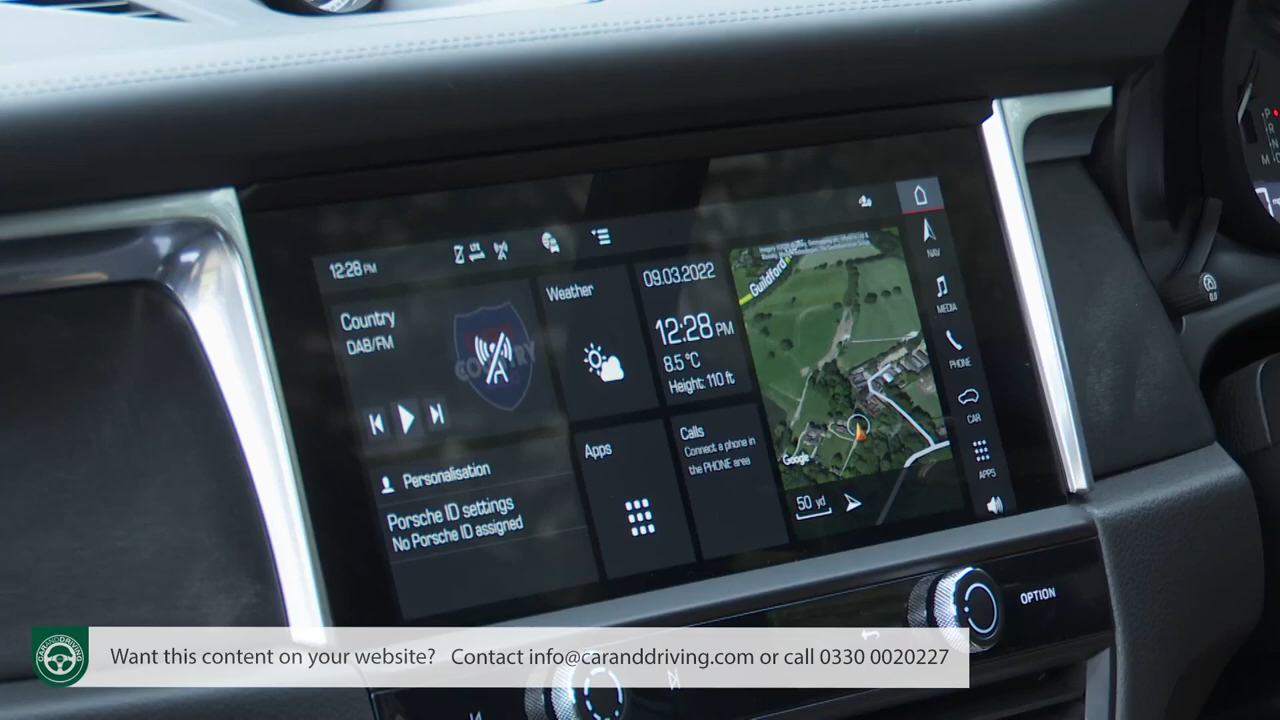 12:28 PM
LTE
Country
DAB/FM
COUNTRY
Personalisation
Porsche ID settings
No Porsche ID assigned
Weather
09.03.2022
12:28 PM
8.5 °C
Height: 110 ft
Apps
Calls
Connect a phone in
the PHONE area
Guildford
Google
50 yd
NAV
MEDIA
PHONE
CAR
APPS
OPTION
P
R
N
M
CARANDDRIVING
Want this content on your website? Contact info@caranddriving.com or call 0330 0020227